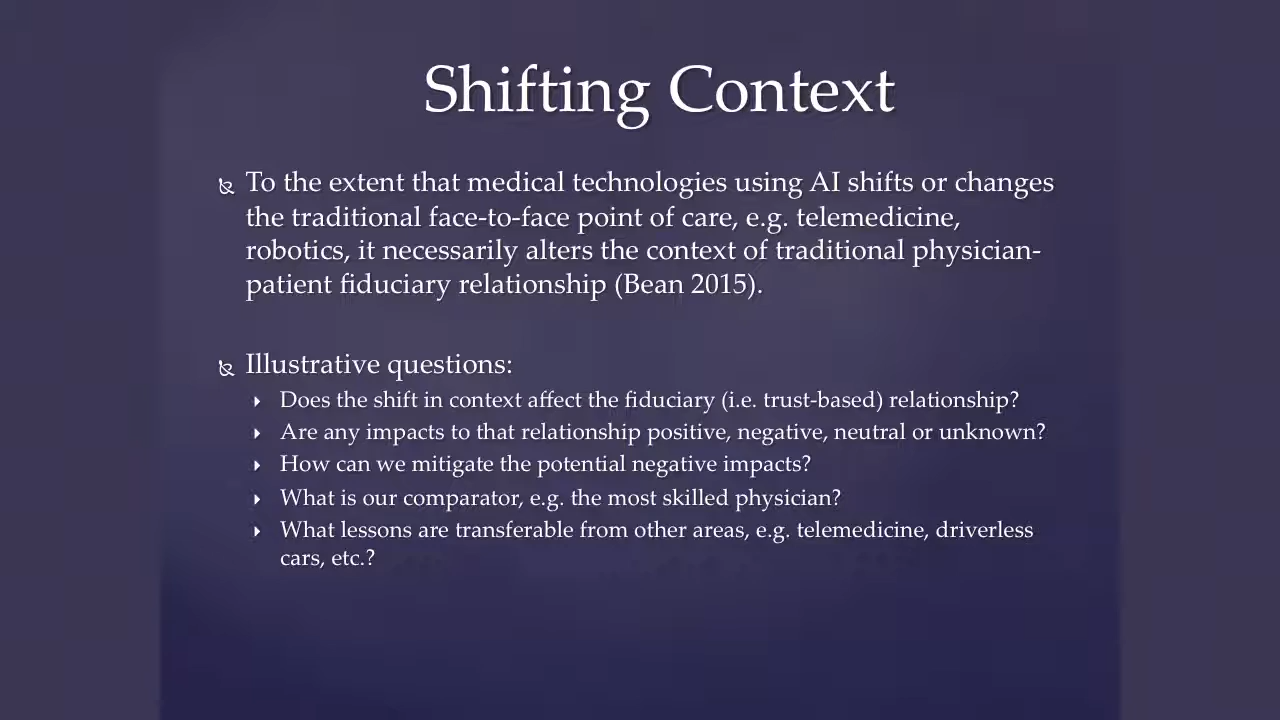 Shifting Context
To the extent that medical technologies using AI shifts or changes
the traditional face-to-face point of care, e.g. telemedicine,
robotics, it necessarily alters the context of traditional physician-
patient fiduciary relationship (Bean 2015).
Illustrative questions:
Does the shift in context affect the fiduciary (i.e. trust-based) relationship?
Are any impacts to that relationship positive, negative, neutral or unknown?
How can we mitigate the potential negative impacts?
What is our comparator, e.g. the most skilled physician?
What lessons are transferable from other areas, e.g. telemedicine, driverless
cars, etc.?